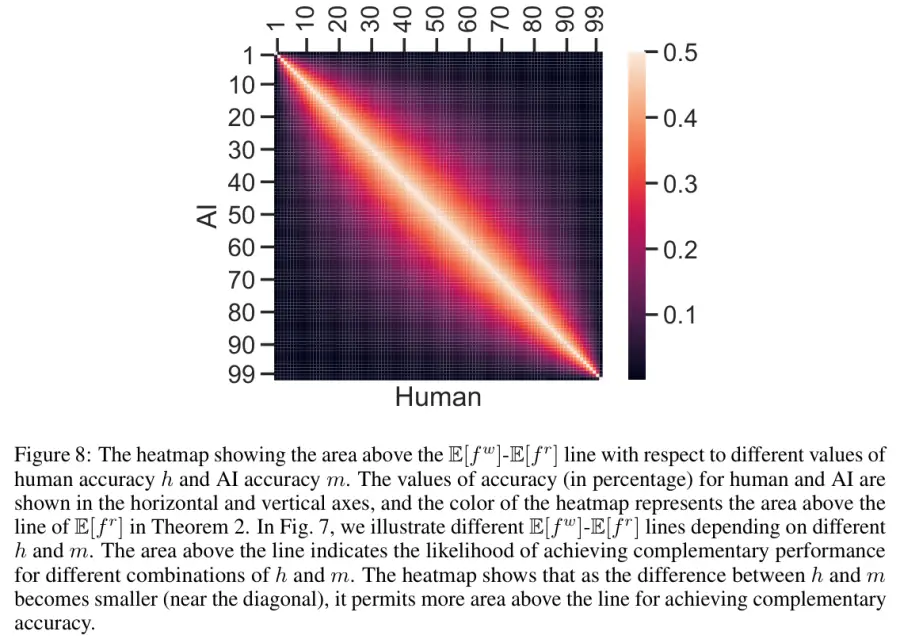 1 10 20 30 40 50 60 70 80 90 99
1
10
20
30
40
50
60
70
80
90
99
AI
Human
0.5
0.4
0.3
0.2
0.1
Figure 8: The heatmap showing the area above the 𝔼[fʷ]-𝔼[fʳ] line with respect to different values of
human accuracy h and AI accuracy m. The values of accuracy (in percentage) for human and AI are
shown in the horizontal and vertical axes, and the color of the heatmap represents the area above the
line of 𝔼[fʳ] in Theorem 2. In Fig. 7, we illustrate different 𝔼[fʷ]-𝔼[fʳ] lines depending on different
h and m. The area above the line indicates the likelihood of achieving complementary performance
for different combinations of h and m. The heatmap shows that as the difference between h and m
becomes smaller (near the diagonal), it permits more area above the line for achieving complementary
accuracy.